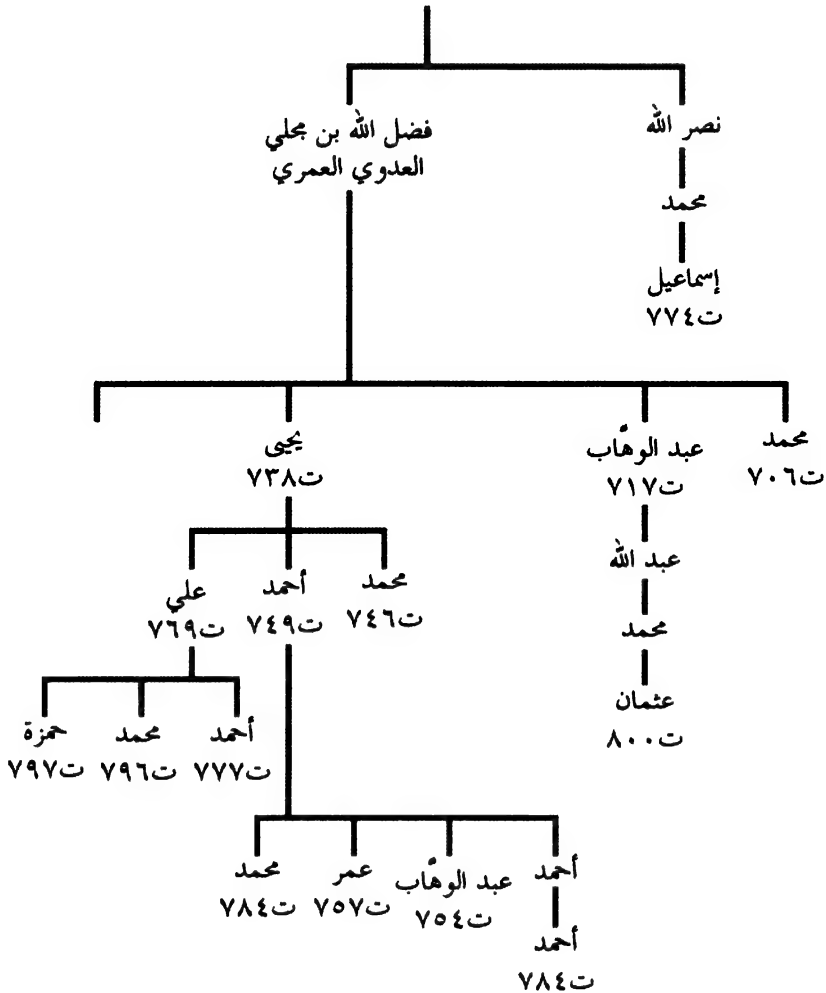 نصر الله
فضل الله بن مجلي
العدوي العمري
محمد
إسماعيل
ت٧٧٤
محمد
ت٧٠٦
عبد الوهَّاب
ت٧١٧
يحيى
ت٧٣٨
عبد الله
محمد
عثمان
ت٨٠٠
محمد
ت٧٤٦
أحمد
ت٧٤٩
علي
ت٧٦٩
أحمد
ت٧٧٧
محمد
ت٧٩٦
حمزة
ت٧٩٧
أحمد
أحمد
ت٧٨٤
عبد الوهَّاب
ت٧٥٤
عمر
ت٧٥٧
محمد
ت٧٨٤